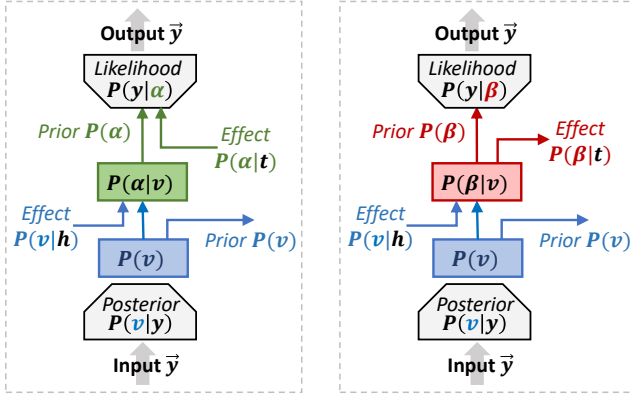 Output y⃗
Likelihood
P(y|α)
Prior P(α)
Effect
P(α|t)
P(α|v)
Effect
P(v|h)
Prior P(v)
P(v)
Posterior
P(v|y)
Input y⃗
Output y⃗
Likelihood
P(y|β)
Prior P(β)
Effect
P(β|t)
P(β|v)
Effect
P(v|h)
Prior P(v)
P(v)
Posterior
P(v|y)
Input y⃗